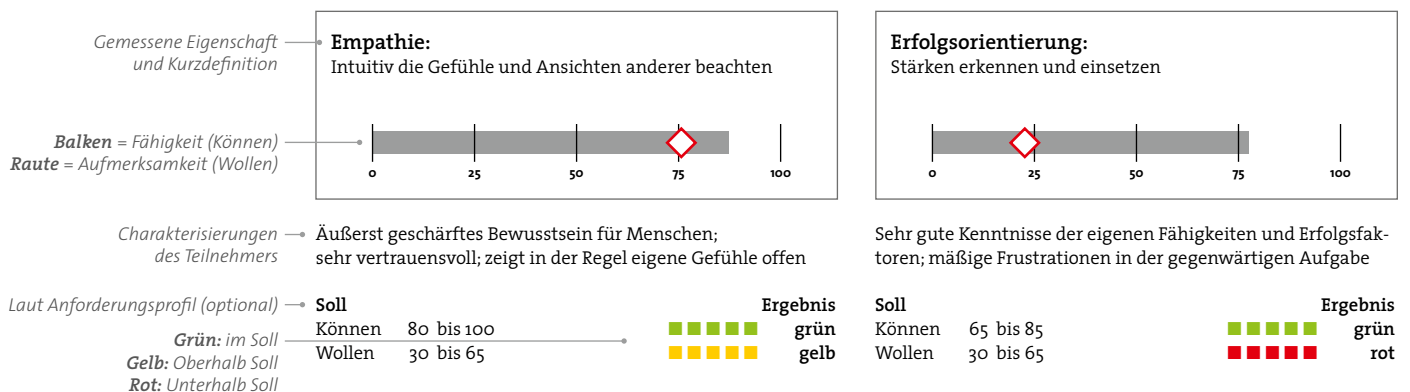 Gemessene Eigenschaft
und Kurzdefinition
Empathie:
Intuitiv die Gefühle und Ansichten anderer beachten
Balken = Fähigkeit (Können)
Raute = Aufmerksamkeit (Wollen)
0 25 50 75 100
Erfolgsorientierung:
Stärken erkennen und einsetzen
0 25 50 75 100
Charakterisierungen
des Teilnehmers
Äußerst geschärftes Bewusstsein für Menschen;
sehr vertrauensvoll; zeigt in der Regel eigene Gefühle offen
Sehr gute Kenntnisse der eigenen Fähigkeiten und Erfolgsfak-
toren; mäßige Frustrationen in der gegenwärtigen Aufgabe
Laut Anforderungsprofil (optional)
Grün: im Soll
Gelb: Oberhalb Soll
Rot: Unterhalb Soll
Soll Ergebnis
Können 80 bis 100 grün
Wollen 30 bis 65 gelb
Soll Ergebnis
Können 65 bis 85 grün
Wollen 30 bis 65 rot